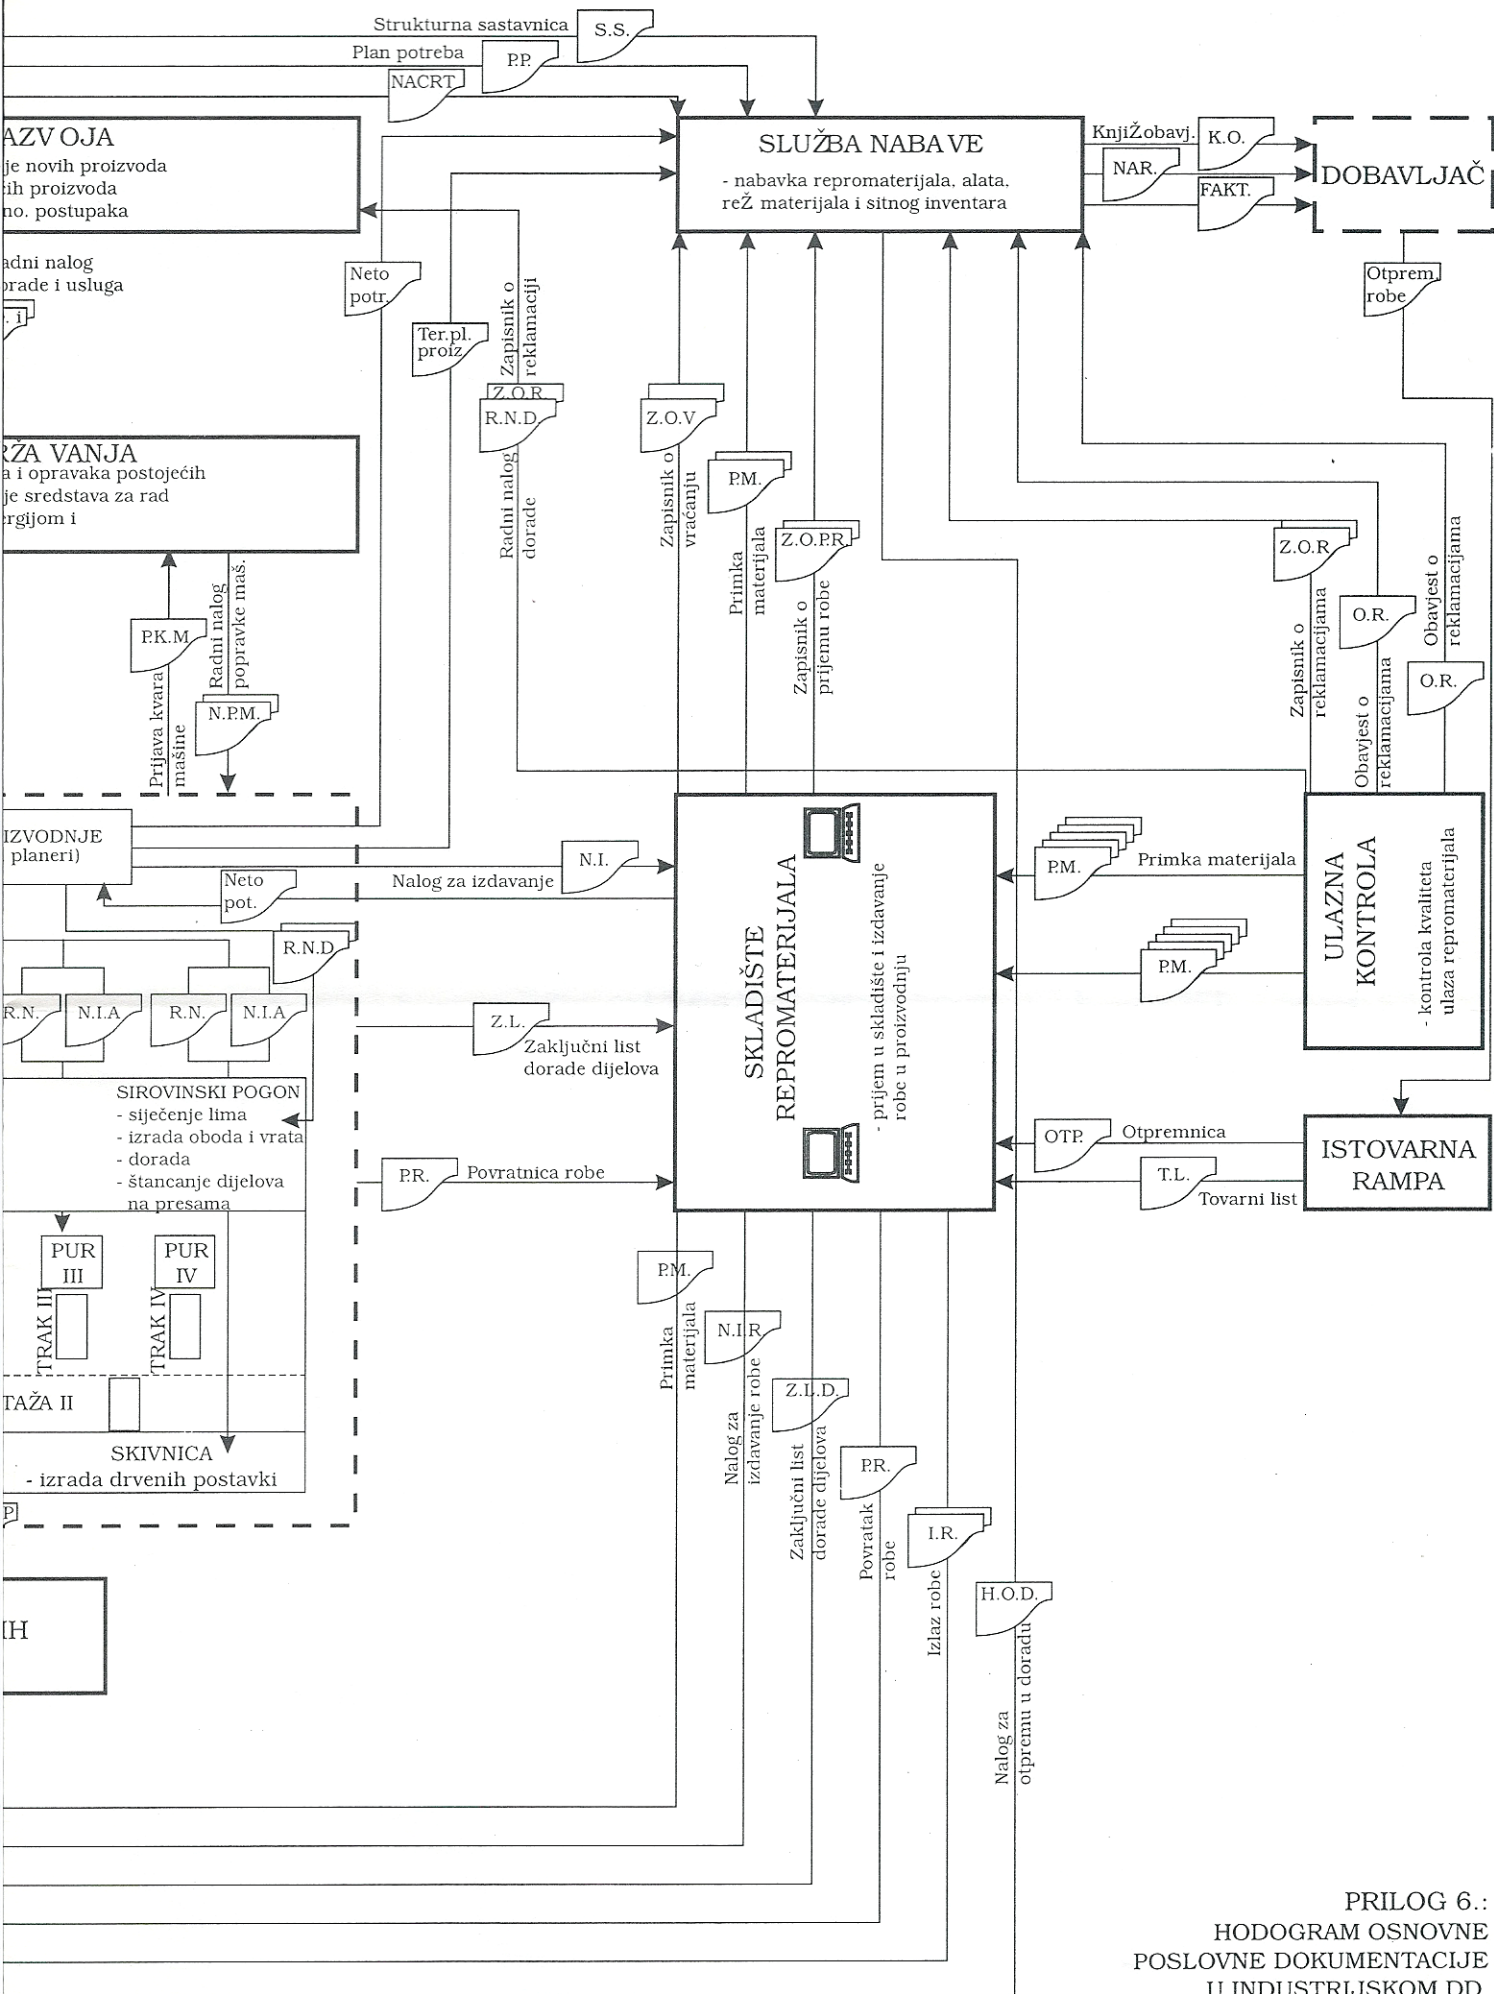 Strukturna sastavnica
S.S.
Plan potreba
P.P.
NACRT
AZVOJA
je novih proizvoda
ćih proizvoda
no. postupaka
adni nalog
orade i usluga
. i
SLUŽBA NABAVE
- nabavka repromaterijala, alata,
reŽ materijala i sitnog inventara
KnjiŽobavj.
K.O.
NAR.
FAKT.
DOBAVLJAČ
Otprem.
robe
Neto
potr.
Ter.pl.
proiz.
Zapisnik o
reklamaciji
Z.O.R.
R.N.D.
Radni nalog
dorade
Z.O.V
Zapisnik o
vraćanju
P.M.
Primka
materijala
Z.O.P.R.
Zapisnik o
prijemu robe
Z.O.R
Zapisnik o
reklamacijama
O.R.
Obavjest o
reklamacijama
Obavjest o
reklamacijama
O.R.
RŽAVANJA
a i opravaka postojećih
je sredstava za rad
ergijom i
P.K.M
Prijava kvara
mašine
Radni nalog
popravke maš.
N.P.M.
IZVODNJE
planeri)
N.I.
Nalog za izdavanje
Neto
pot.
R.N.D.
R.N.
N.I.A
R.N.
N.I.A
Z.L.
Zaključni list
dorade dijelova
SIROVINSKI POGON
- siječenje lima
- izrada oboda i vrata
- dorada
- štancanje dijelova
na presama
P.R.
Povratnica robe
PUR
III
PUR
IV
TRAK III
TRAK IV
TAŽA II
SKIVNICA
- izrada drvenih postavki
P
IH
SKLADIŠTE
REPROMATERIJALA
- prijem u skladište i izdavanje
robe u proizvodnju
P.M.
Primka materijala
P.M.
ULAZNA
KONTROLA
- kontrola kvaliteta
ulaza repromaterijala
OTP.
Otpremnica
T.L.
Tovarni list
ISTOVARNA
RAMPA
P.M.
Primka
materijala
N.I.R.
Nalog za
izdavanje robe
Z.L.D.
Zaključni list
dorade dijelova
P.R.
Povratak
robe
I.R.
Izlaz robe
H.O.D.
Nalog za
otpremu u doradu
PRILOG 6.:
HODOGRAM OSNOVNE
POSLOVNE DOKUMENTACIJE
U INDUSTRIJSKOM DD.